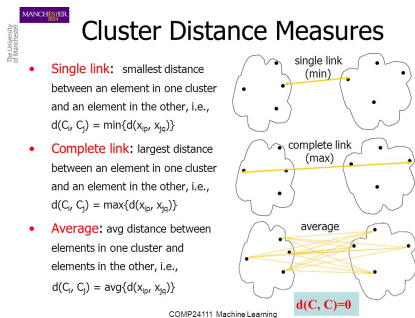 MANCHESTER
1824
The University
of Manchester
Cluster Distance Measures
• Single link: smallest distance
between an element in one cluster
and an element in the other, i.e.,
d(Cᵢ, Cⱼ) = min{d(xᵢₚ, xⱼq)}
• Complete link: largest distance
between an element in one cluster
and an element in the other, i.e.,
d(Cᵢ, Cⱼ) = max{d(xᵢₚ, xⱼq)}
• Average: avg distance between
elements in one cluster and
elements in the other, i.e.,
d(Cᵢ, Cⱼ) = avg{d(xᵢₚ, xⱼq)}
single link
(min)
complete link
(max)
average
d(C, C)=0
COMP24111 Machine Learning